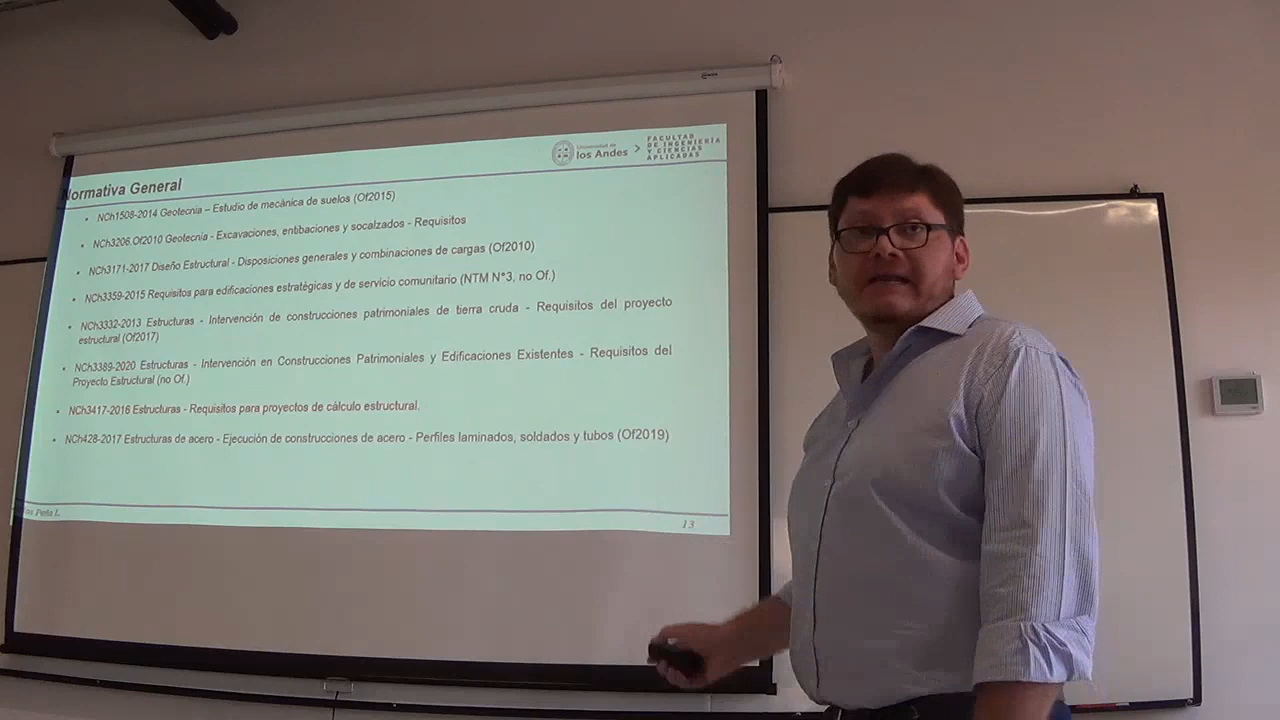 Universidad de
los Andes >
FACULTAD
DE INGENIERÍA
Y CIENCIAS
APLICADAS
Normativa General
• NCh1508-2014 Geotecnia – Estudio de mecánica de suelos (Of2015)
• NCh3206.Of2010 Geotecnia - Excavaciones, entibaciones y socalzados - Requisitos
• NCh3171-2017 Diseño Estructural - Disposiciones generales y combinaciones de cargas (Of2010)
• NCh3359-2015 Requisitos para edificaciones estratégicas y de servicio comunitario (NTM N°3, no Of.)
• NCh3332-2013 Estructuras - Intervención de construcciones patrimoniales de tierra cruda - Requisitos del proyecto
estructural (Of2017)
• NCh3389-2020 Estructuras - Intervención en Construcciones Patrimoniales y Edificaciones Existentes - Requisitos del
Proyecto Estructural (no Of.)
• NCh3417-2016 Estructuras - Requisitos para proyectos de cálculo estructural.
• NCh428-2017 Estructuras de acero - Ejecución de construcciones de acero - Perfiles laminados, soldados y tubos (Of2019)
Peña L.
13